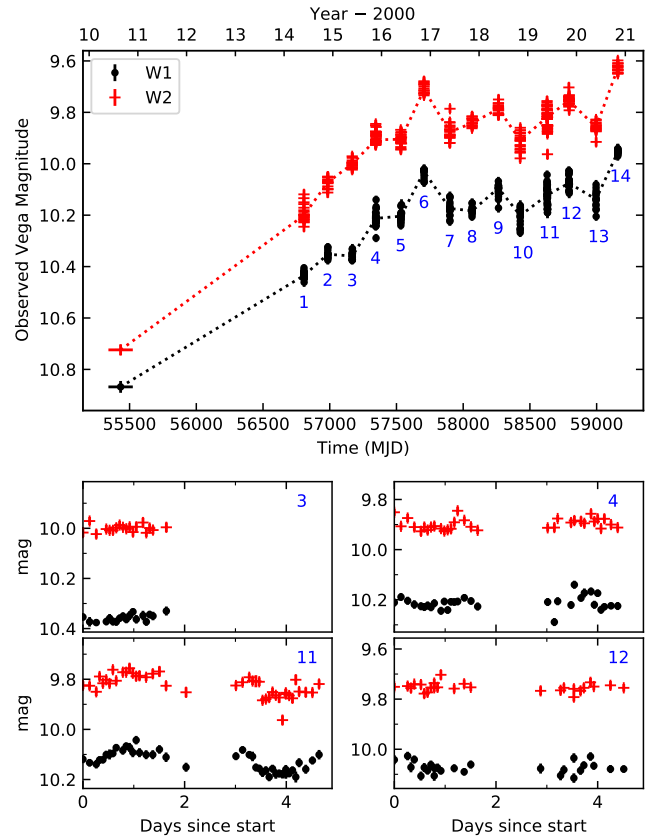 Year − 2000
10 11 12 13 14 15 16 17 18 19 20 21
W1
W2
Observed Vega Magnitude
9.6
9.8
10.0
10.2
10.4
10.6
10.8
1 2 3 4 5 6 7 8 9 10 11 12 13 14
55500 56000 56500 57000 57500 58000 58500 59000
Time (MJD)
mag
10.0
10.2
10.4
3
9.8
10.0
10.2
4
mag
9.8
10.0
10.2
11
0 2 4
Days since start
9.5
10.0
12
0 2 4
Days since start